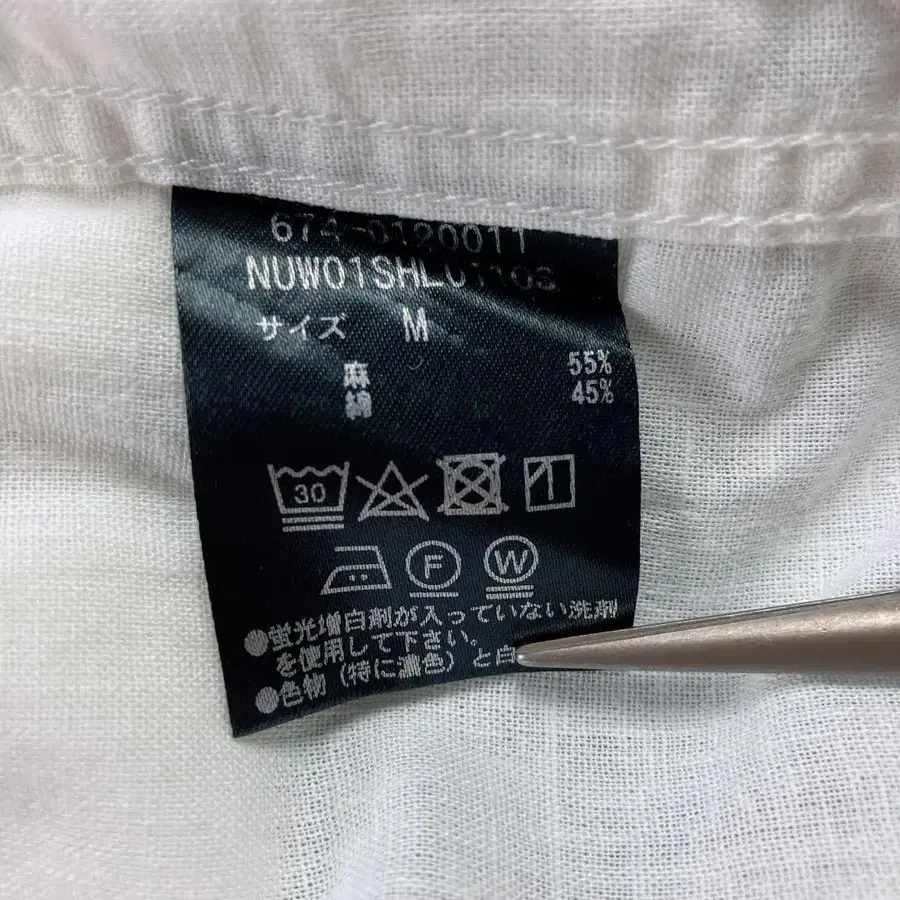 674-0120011
サイズ M
麻 55%
綿 45%
30
F W
●蛍光増白剤が入っていない洗剤
を使用して下さい。
●色物(特に濃色)と白